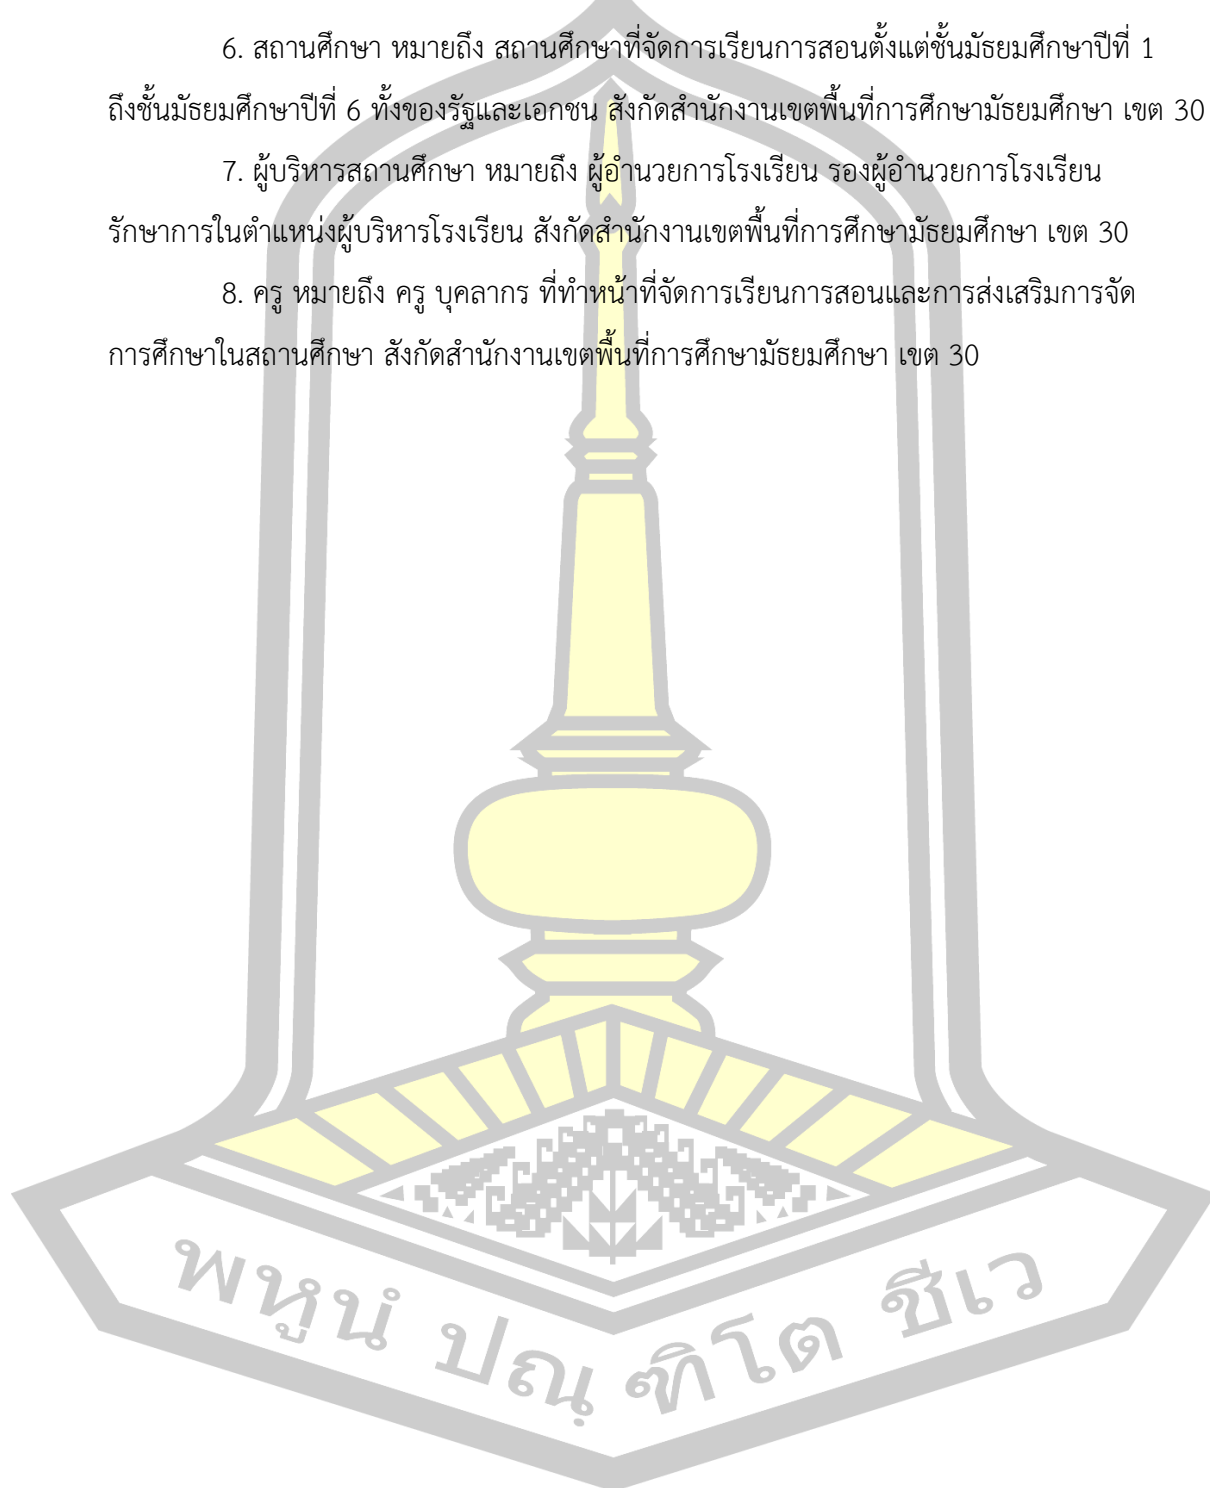 6. สถานศึกษา หมายถึง สถานศึกษาที่จัดการเรียนการสอนตั้งแต่ชั้นมัธยมศึกษาปีที่ 1
ถึงชั้นมัธยมศึกษาปีที่ 6 ทั้งของรัฐและเอกชน สังกัดสำนักงานเขตพื้นที่การศึกษามัธยมศึกษา เขต 30
7. ผู้บริหารสถานศึกษา หมายถึง ผู้อำนวยการโรงเรียน รองผู้อำนวยการโรงเรียน
รักษาการในตำแหน่งผู้บริหารโรงเรียน สังกัดสำนักงานเขตพื้นที่การศึกษามัธยมศึกษา เขต 30
8. ครู หมายถึง ครู บุคลากร ที่ทำหน้าที่จัดการเรียนการสอนและการส่งเสริมการจัด
การศึกษาในสถานศึกษา สังกัดสำนักงานเขตพื้นที่การศึกษามัธยมศึกษา เขต 30
พหูนํ ปณฺฑิโต ชีเว